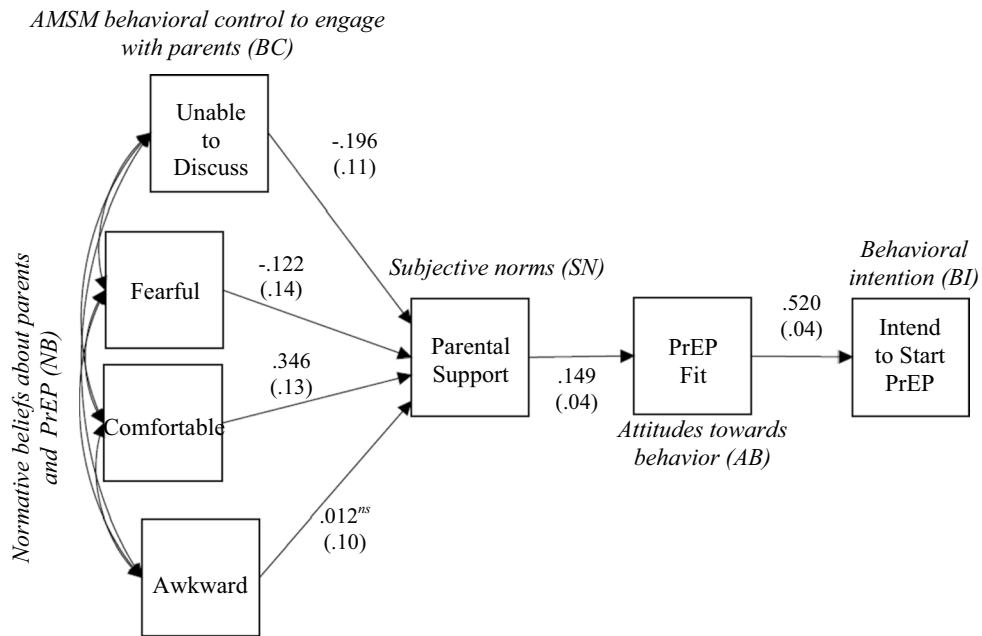 AMSM behavioral control to engage
with parents (BC)
Unable
to
Discuss
-.196
(.11)
Normative beliefs about parents
and PrEP (NB)
Fearful
-.122
(.14)
Comfortable
.346
(.13)
Awkward
.012ns
(.10)
Subjective norms (SN)
Parental
Support
.149
(.04)
PrEP
Fit
Attitudes towards
behavior (AB)
.520
(.04)
Behavioral
intention (BI)
Intend
to Start
PrEP